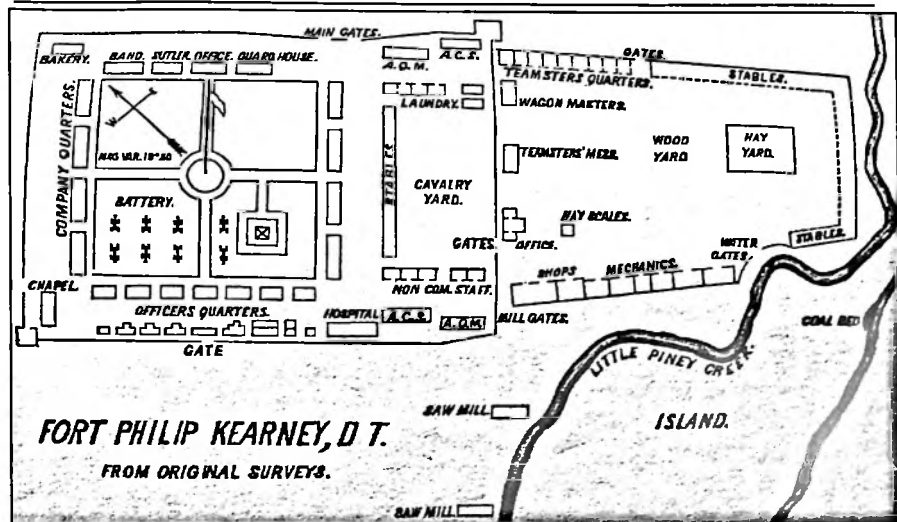 MAIN GATES.
BAKERY.
BAND. SUTLER. OFFICE. GUARD HOUSE.
A.C.S.
A.Q.M.
GATES.
TEAMSTERS QUARTERS.
STABLES.
LAUNDRY.
WAGON MASTERS.
COMPANY QUARTERS.
W
E
MAG VAR. 19° 40
WOOD
YARD
HAY
YARD.
TEAMSTERS' MESS.
STABLES
CAVALRY
YARD.
BATTERY.
HAY SCALES.
GATES.
OFFICE.
WATER
GATES.
STABLES.
SHOPS
MECHANICS.
NON COM. STAFF.
CHAPEL.
OFFICERS QUARTERS.
HOSPITAL
A.C.S.
A.Q.M.
MILL GATES.
GATE
COAL BED
LITTLE PINEY CREEK.
ISLAND.
SAW MILL.
FORT PHILIP KEARNEY, D T.
FROM ORIGINAL SURVEYS.
SAW MILL